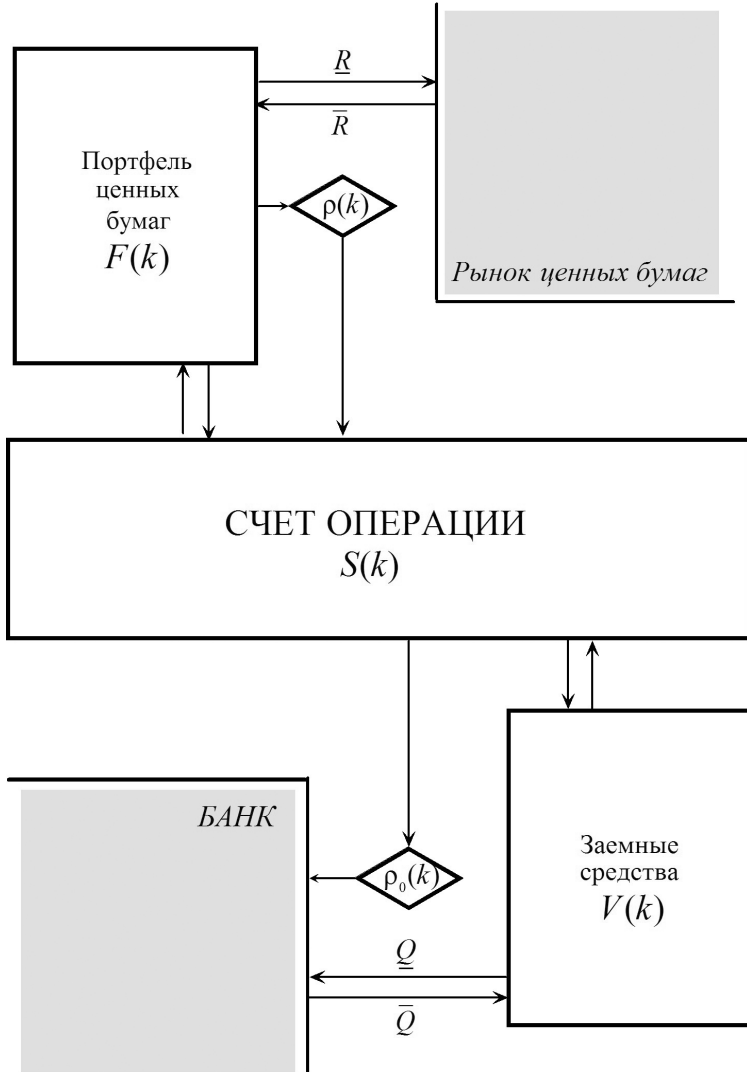 R̲
R̅
Портфель
ценных
бумаг
F(k)
ρ(k)
Рынок ценных бумаг
СЧЕТ ОПЕРАЦИИ
S(k)
БАНК
Заемные
средства
V(k)
ρ₀(k)
Q̲
Q̅